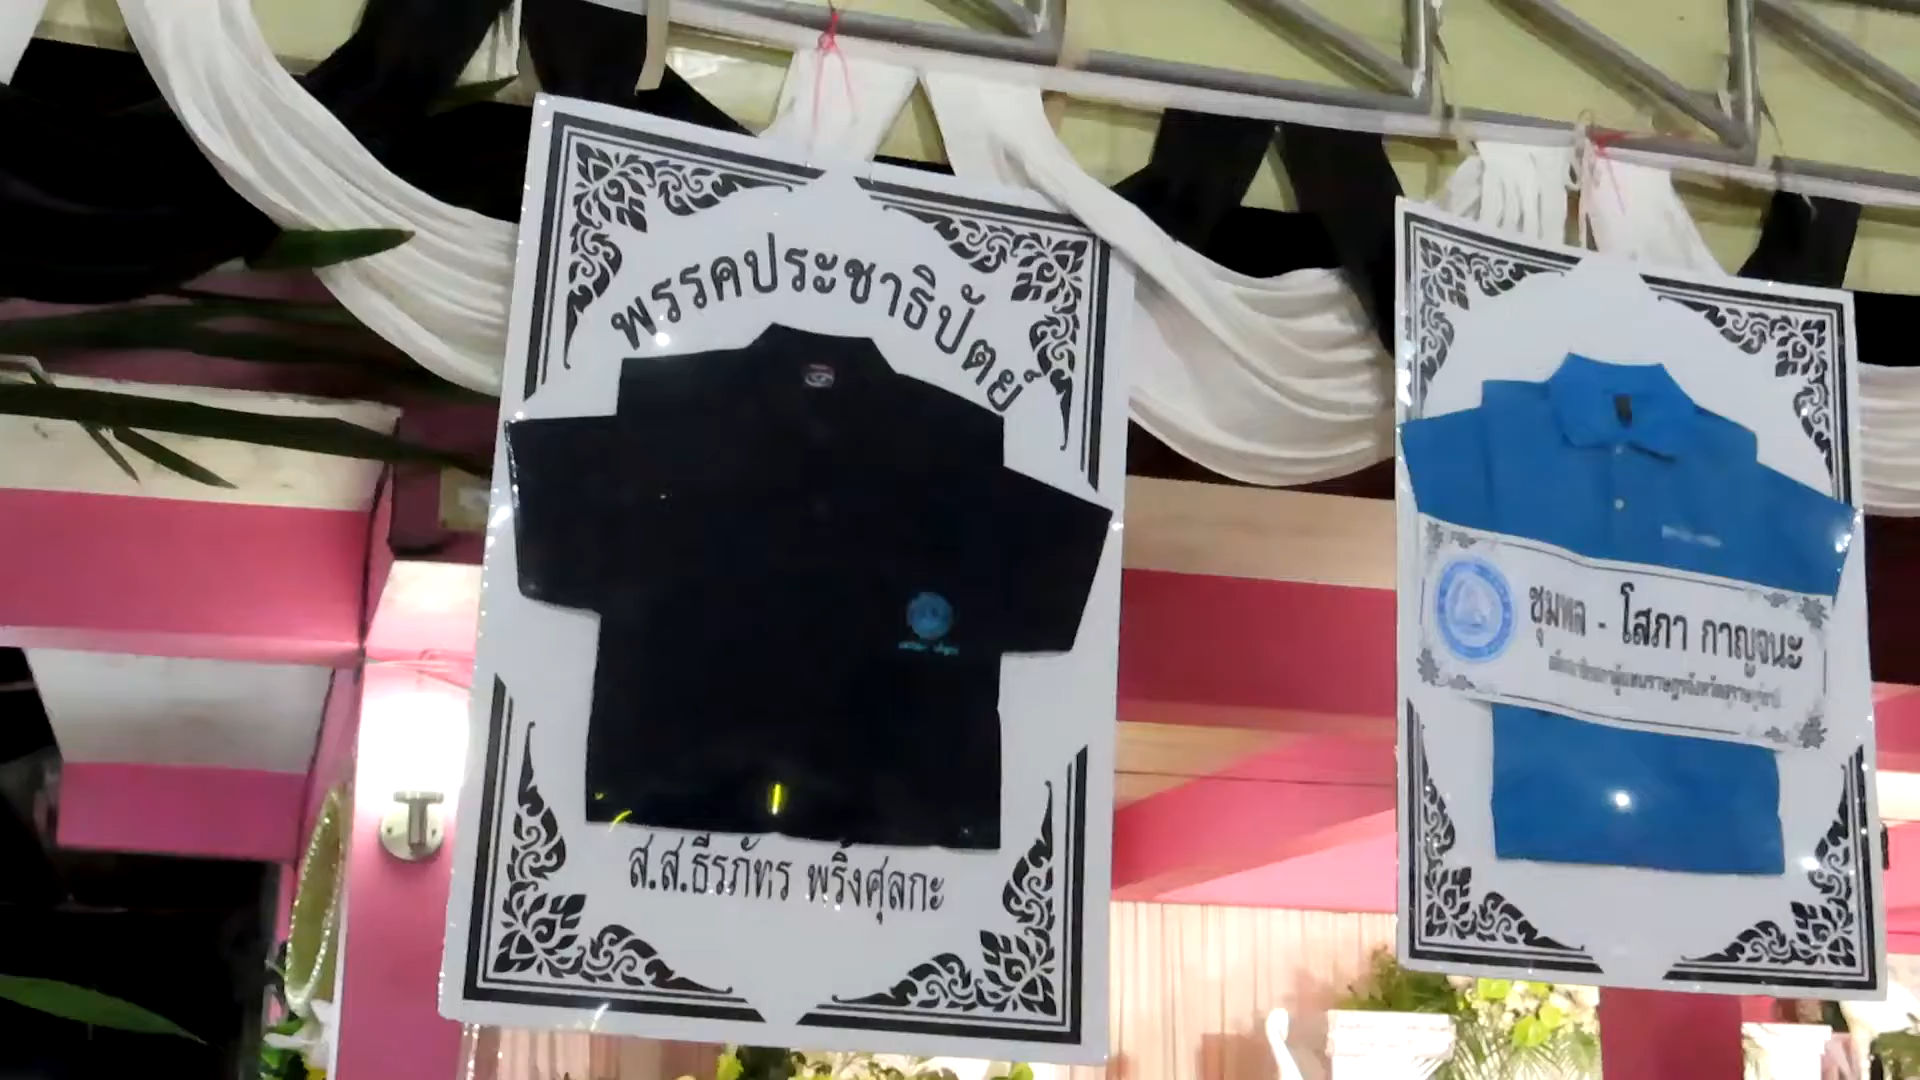 พรรคประชาธิปัตย์
ส.ส.ธีรภัทร พริ้งศุลกะ
ชุมพล - โสภา กาญจนะ